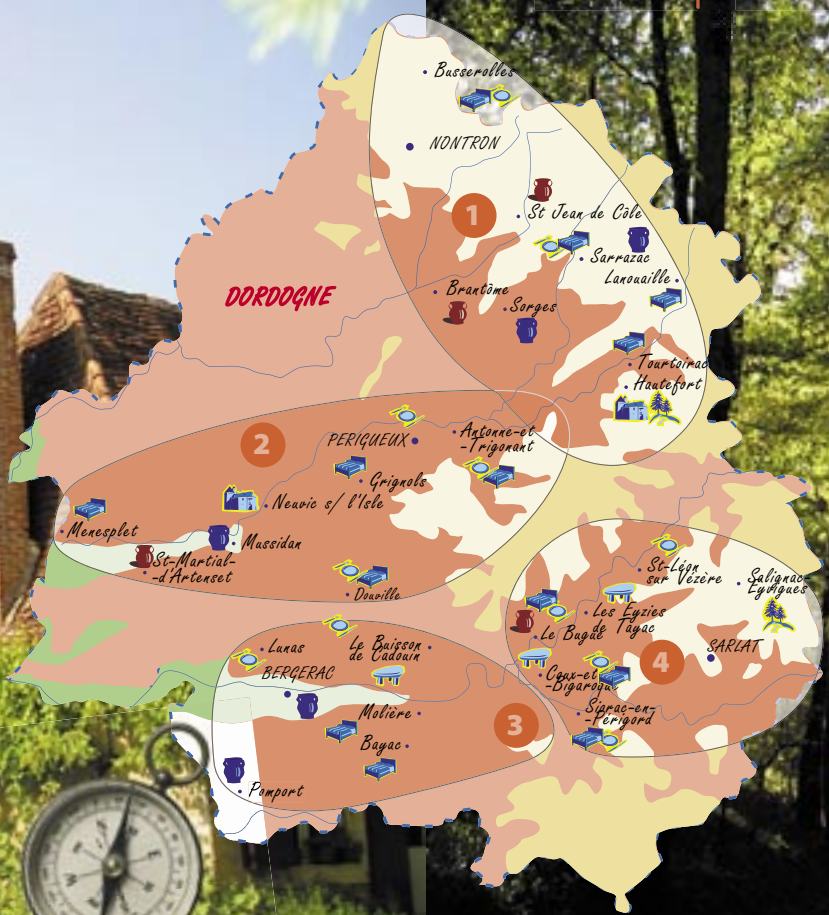 Busserolles
NONTRON
1
St Jean de Côle
Sarrazac
Lanouaille
DORDOGNE
Brantôme
Sorges
Tourtoirac
Hautefort
2
PERIGUEUX
Antonne-et
-Trigonant
Grignols
Neuvic s/ l'Isle
Menesplet
Mussidan
St-Martial-
-d'Artenset
Douville
St-Léon
sur Vézère
Salignac-
Eyvigues
Les Eyzies
de Tayac
Le Bugue
SARLAT
4
Lunas
Le Buisson
de Cadouin
BERGERAC
Coux-et
-Bigaroque
Molière
Siorac-en-
-Périgord
3
Bayac
Pomport
E